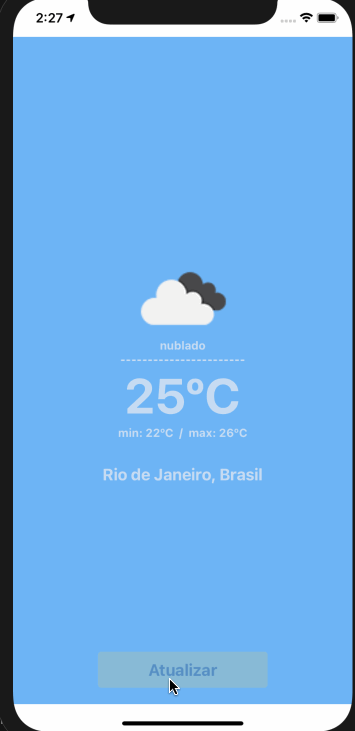 2:27
nublado
------------------------
25ºC
min: 22ºC / max: 26ºC
Rio de Janeiro, Brasil
Atualizar